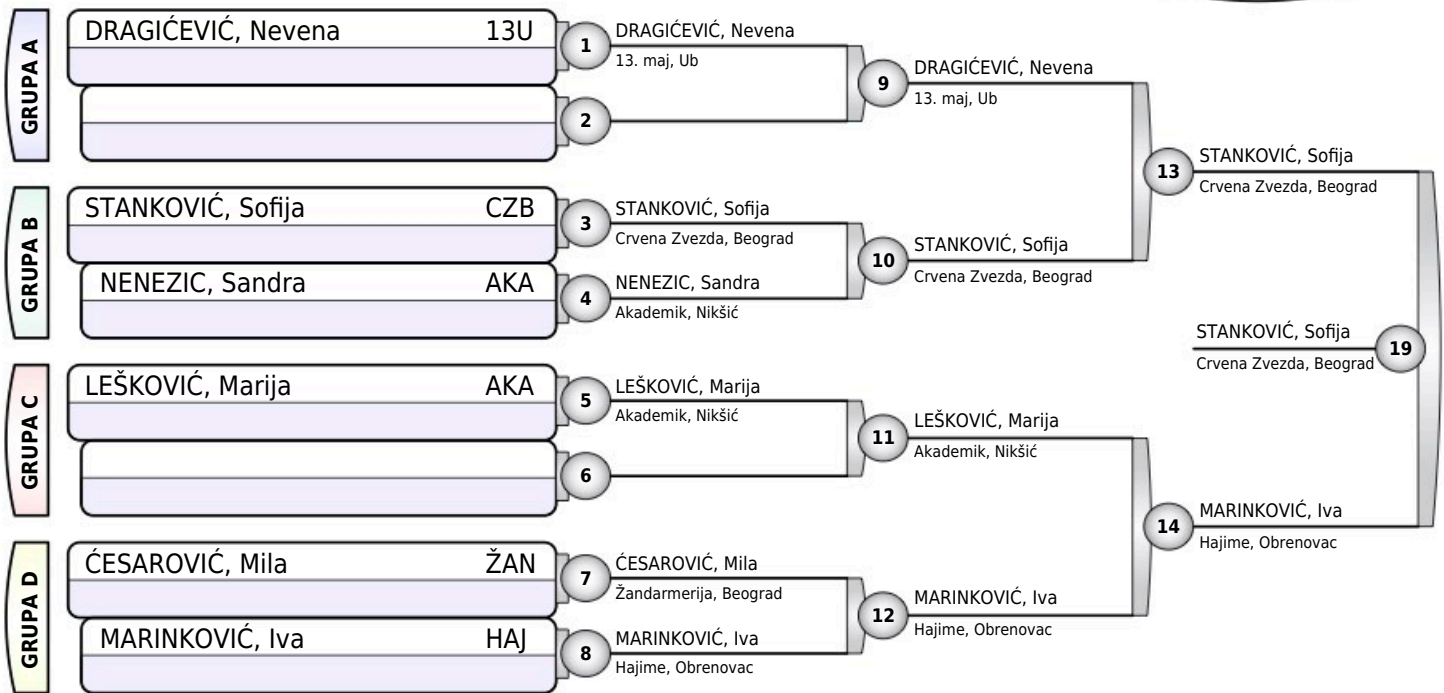 GRUPA A
DRAGIĆEVIĆ, Nevena 13U
1
DRAGIĆEVIĆ, Nevena
13. maj, Ub
2
9
DRAGIĆEVIĆ, Nevena
13. maj, Ub
GRUPA B
STANKOVIĆ, Sofija CZB
3
STANKOVIĆ, Sofija
Crvena Zvezda, Beograd
NENEZIC, Sandra AKA
4
NENEZIC, Sandra
Akademik, Nikšić
10
STANKOVIĆ, Sofija
Crvena Zvezda, Beograd
13
STANKOVIĆ, Sofija
Crvena Zvezda, Beograd
GRUPA C
LEŠKOVIĆ, Marija AKA
5
LEŠKOVIĆ, Marija
Akademik, Nikšić
6
11
LEŠKOVIĆ, Marija
Akademik, Nikšić
GRUPA D
ĆESAROVIĆ, Mila ŽAN
7
ĆESAROVIĆ, Mila
Žandarmerija, Beograd
MARINKOVIĆ, Iva HAJ
8
MARINKOVIĆ, Iva
Hajime, Obrenovac
12
MARINKOVIĆ, Iva
Hajime, Obrenovac
14
MARINKOVIĆ, Iva
Hajime, Obrenovac
STANKOVIĆ, Sofija
Crvena Zvezda, Beograd
19